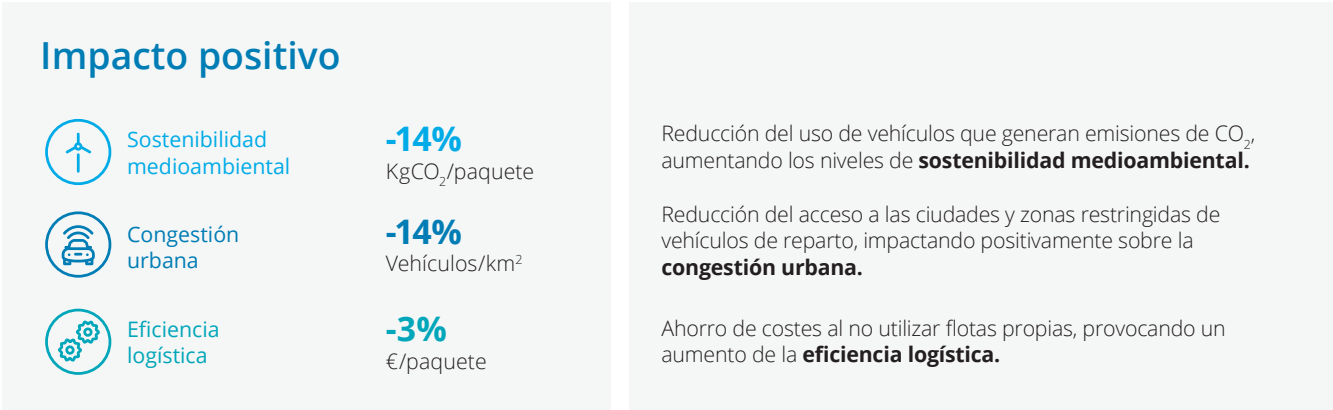 Impacto positivo
Sostenibilidad
medioambiental
-14%
KgCO₂/paquete
Reducción del uso de vehículos que generan emisiones de CO₂,
aumentando los niveles de sostenibilidad medioambiental.
Congestión
urbana
-14%
Vehículos/km²
Reducción del acceso a las ciudades y zonas restringidas de
vehículos de reparto, impactando positivamente sobre la
congestión urbana.
Eficiencia
logística
-3%
€/paquete
Ahorro de costes al no utilizar flotas propias, provocando un
aumento de la eficiencia logística.